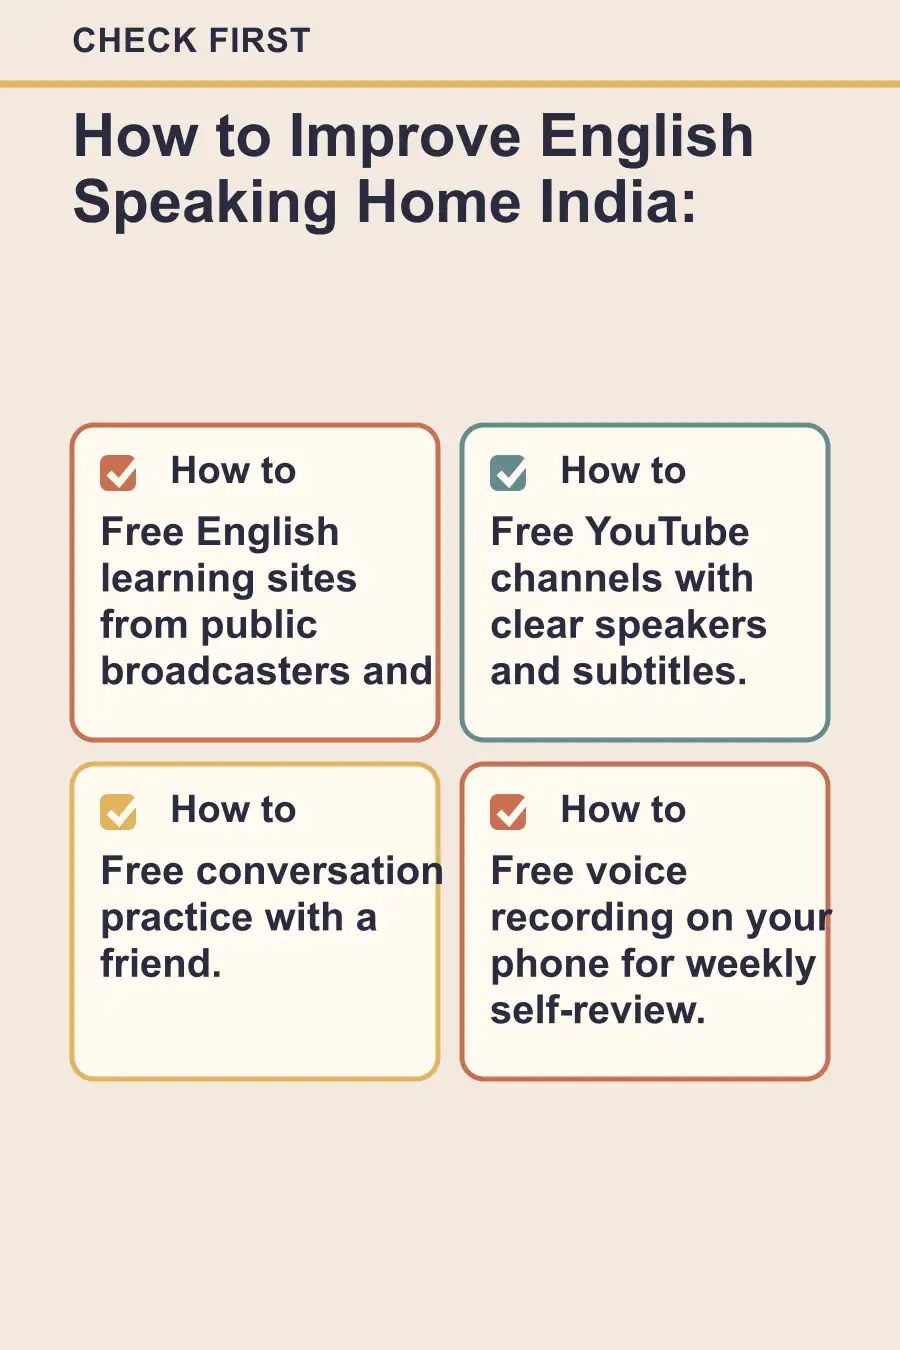 CHECK FIRST
How to Improve English
Speaking Home India:
How to
Free English
learning sites
from public
broadcasters and
How to
Free YouTube
channels with
clear speakers
and subtitles.
How to
Free conversation
practice with a
friend.
How to
Free voice
recording on your
phone for weekly
self-review.